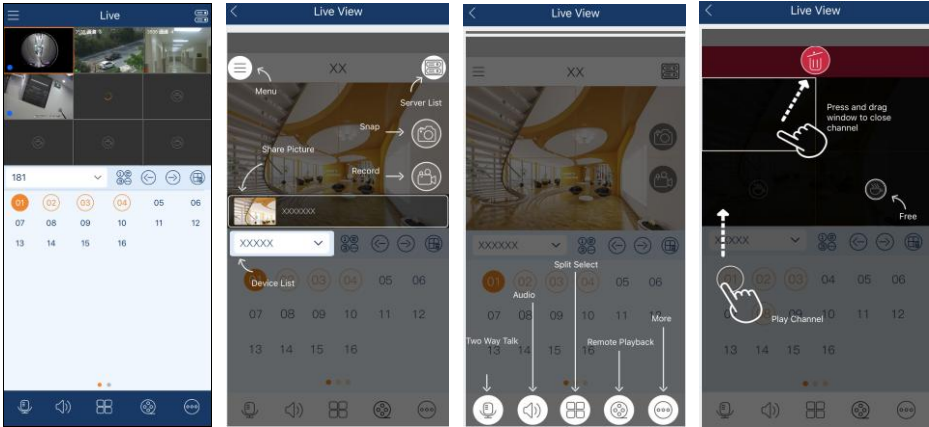 Live
181
01 02 03 04 05 06
07 08 09 10 11 12
13 14 15 16
Live View
XX
Menu
Server List
Snap
Share Picture
Record
XXXXXXX
XXXXX
Device List
03 04 05 06
07 08 09 10 11 12
13 14 15 16
Live View
XX
XXXXXX
Split Select
01 02 03 04 05 06
Audio
07 08 09 10 11 12
More
Two Way Talk
Remote Playback
13 14 15 16
Live View
Press and drag
window to close
channel
Free
XXXXX
01 02 03 04 05 06
Play Channel
10 11 12
13 14 15 16